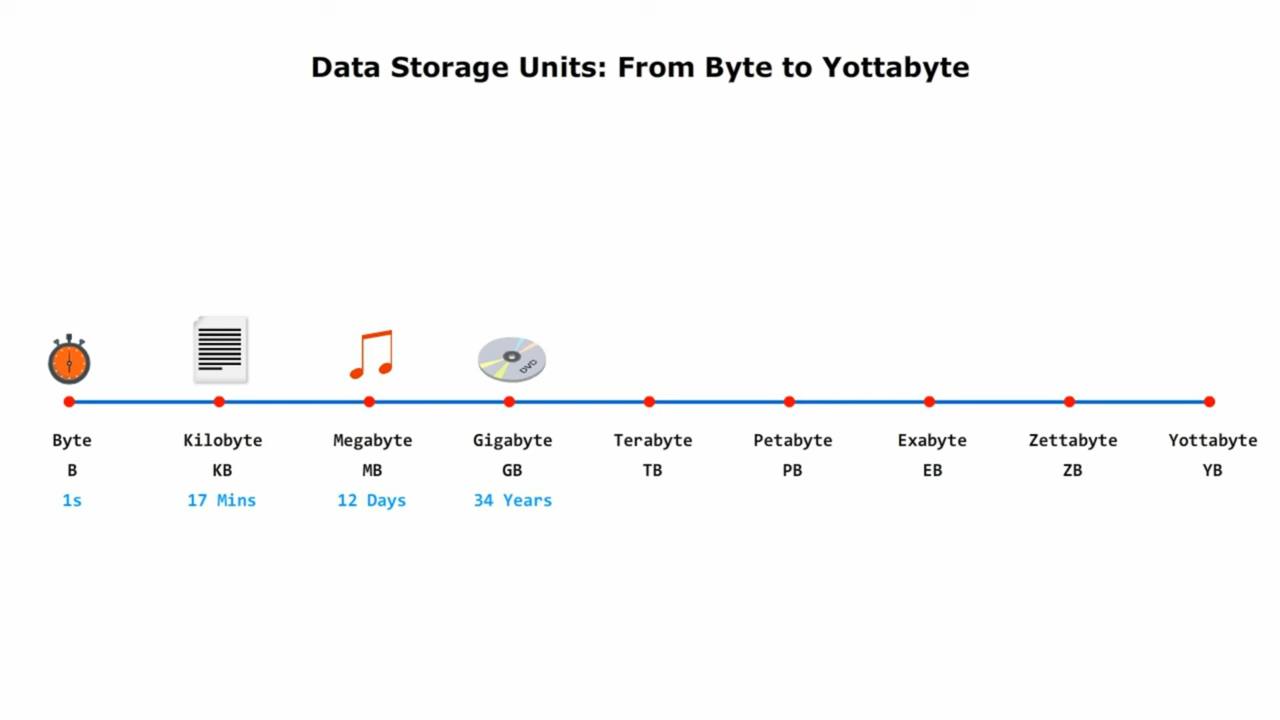 Data Storage Units: From Byte to Yottabyte
DVD
Byte Kilobyte Megabyte Gigabyte Terabyte Petabyte Exabyte Zettabyte Yottabyte
B KB MB GB TB PB EB ZB YB
1s 17 Mins 12 Days 34 Years